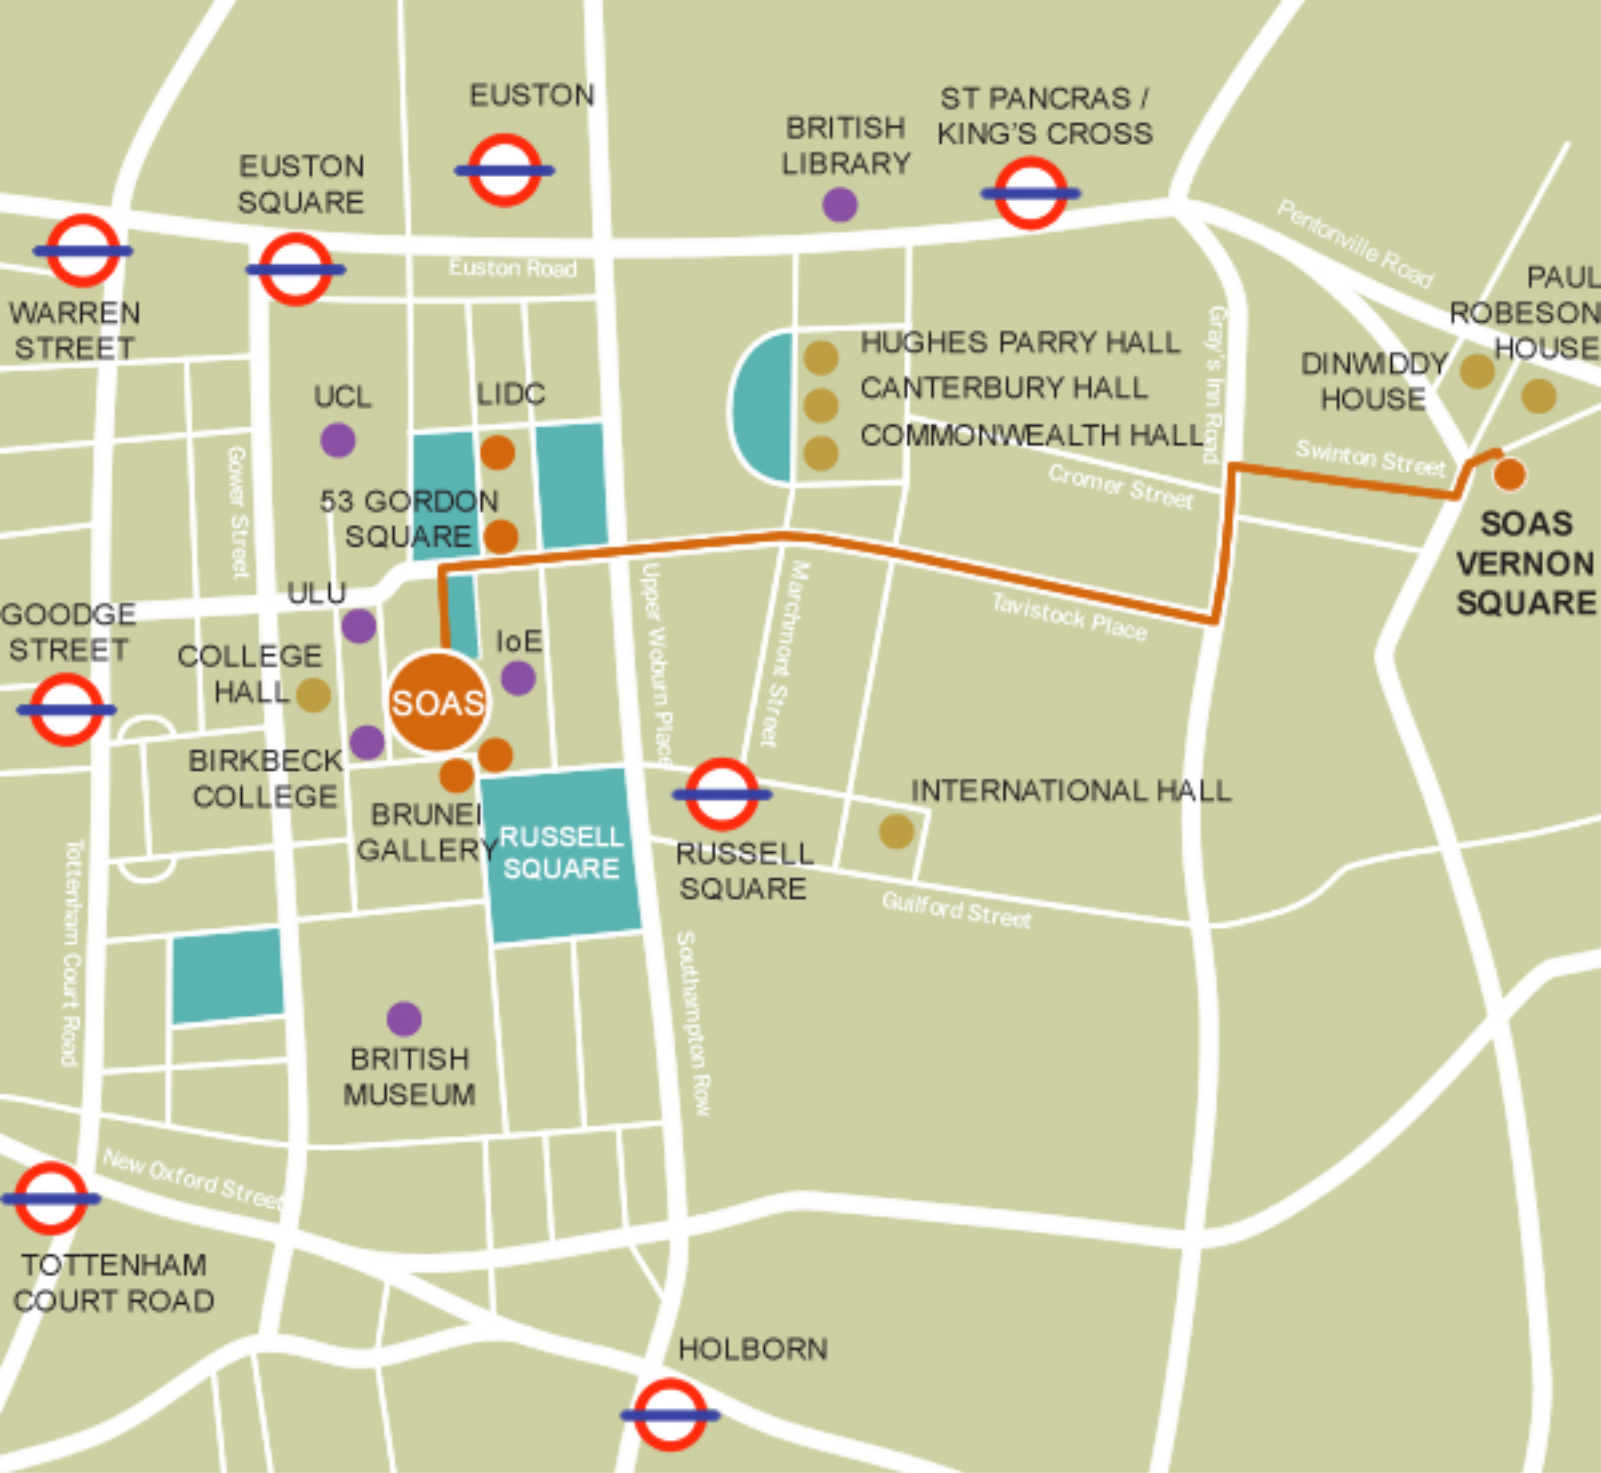 EUSTON
ST PANCRAS /
KING'S CROSS
BRITISH
LIBRARY
EUSTON
SQUARE
Pentonville Road
Euston Road
WARREN
STREET
PAUL
ROBESON
HOUSE
DINWIDDY
HOUSE
Gray's Inn Road
HUGHES PARRY HALL
CANTERBURY HALL
COMMONWEALTH HALL
UCL
LIDC
Gower Street
Swinton Street
Cromer Street
53 GORDON
SQUARE
SOAS
VERNON
SQUARE
ULU
GOODGE
STREET
Upper Woburn Place
Marchmont Street
Tavistock Place
IoE
COLLEGE
HALL
SOAS
BIRKBECK
COLLEGE
BRUNEI
GALLERY
RUSSELL
SQUARE
RUSSELL
SQUARE
INTERNATIONAL HALL
Guilford Street
Tottenham Court Road
Southampton Row
BRITISH
MUSEUM
New Oxford Street
TOTTENHAM
COURT ROAD
HOLBORN